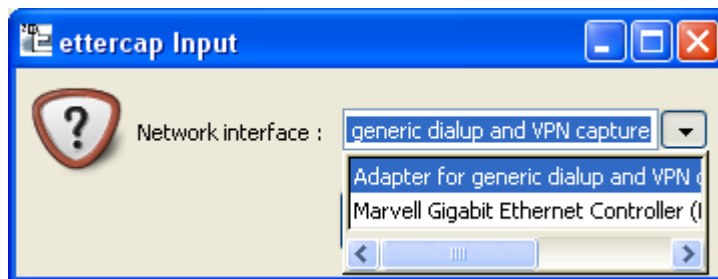 ettercap Input
Network interface :
generic dialup and VPN capture
Adapter for generic dialup and VPN
Marvell Gigabit Ethernet Controller